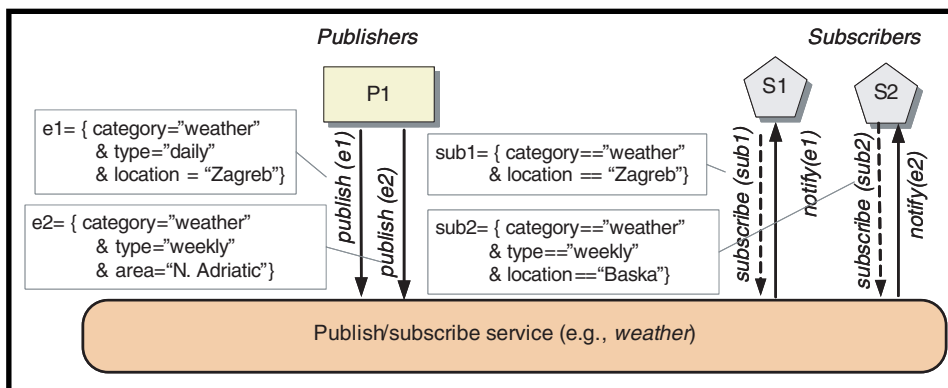 Publishers
Subscribers
P1
S1
S2
e1= { category="weather”
& type=”daily”
& location = “Zagreb”}
e2= { category=”weather”
& type=”weekly”
& area=“N. Adriatic”}
publish (e1)
publish (e2)
sub1= { category==”weather”
& location == “Zagreb”}
sub2= { category==”weather”
& type==”weekly”
& location==“Baska”}
subscribe (sub1)
notify(e1)
subscribe (sub2)
notify(e2)
Publish/subscribe service (e.g., weather)